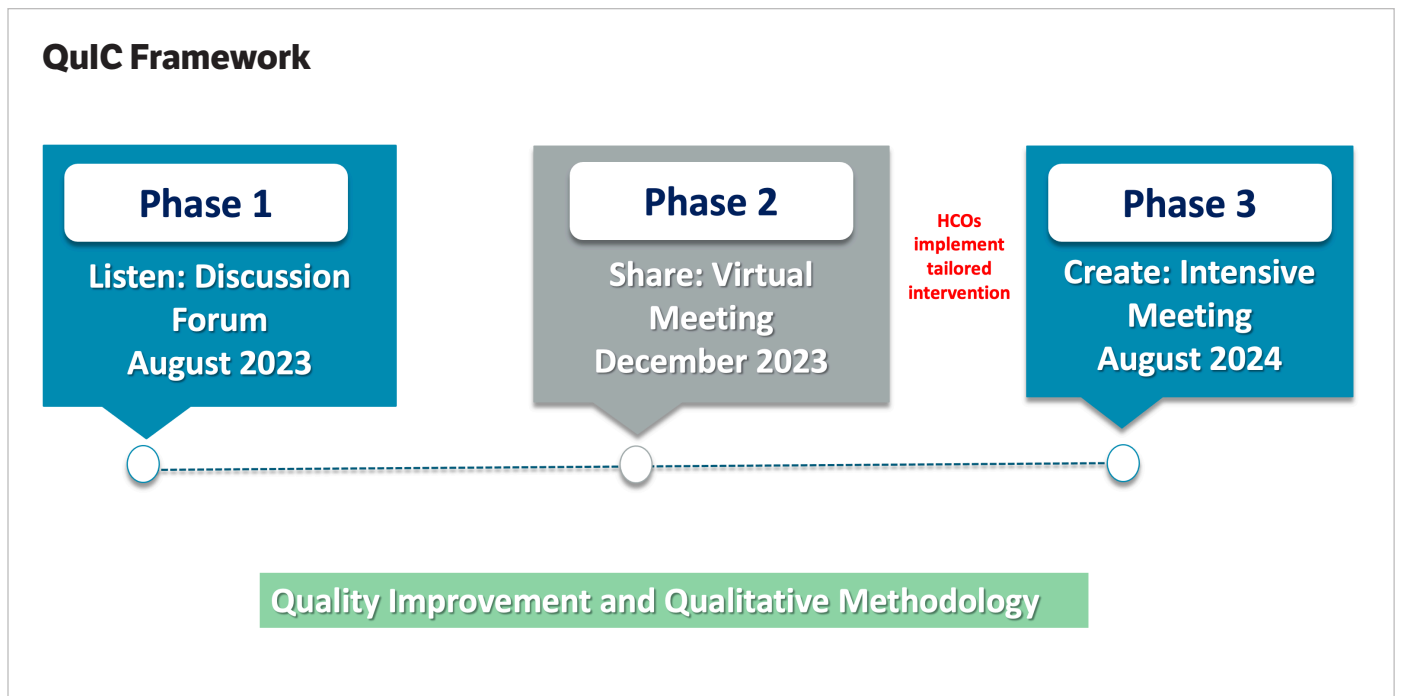 QuIC Framework
Phase 1
Listen: Discussion
Forum
August 2023
Phase 2
Share: Virtual
Meeting
December 2023
HCOs
implement
tailored
intervention
Phase 3
Create: Intensive
Meeting
August 2024
Quality Improvement and Qualitative Methodology